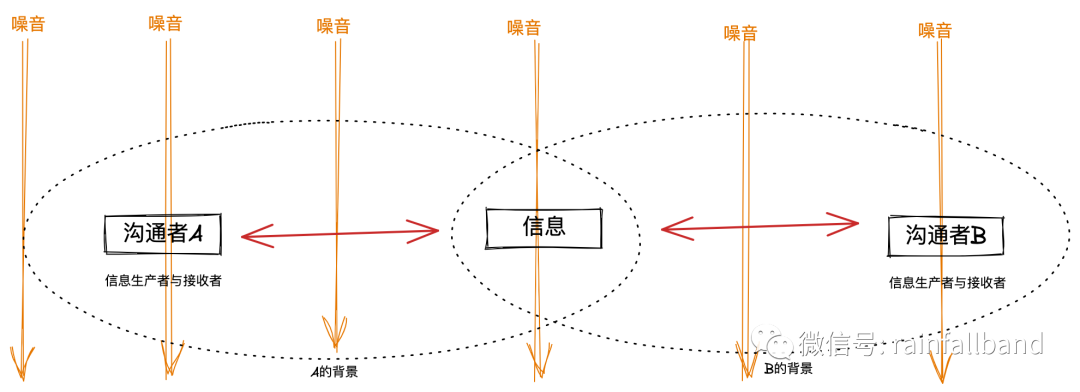 噪音
噪音
噪音
噪音
噪音
噪音
沟通者A
信息
沟通者B
信息生产者与接收者
信息生产者与接收者
A的背景
B的背景
微信号: rainfallband